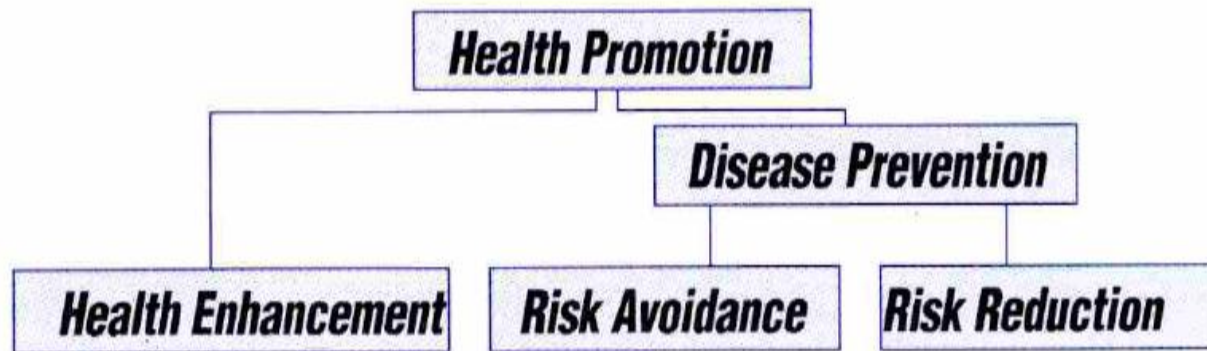 Health Promotion
Disease Prevention
Health Enhancement
Risk Avoidance
Risk Reduction